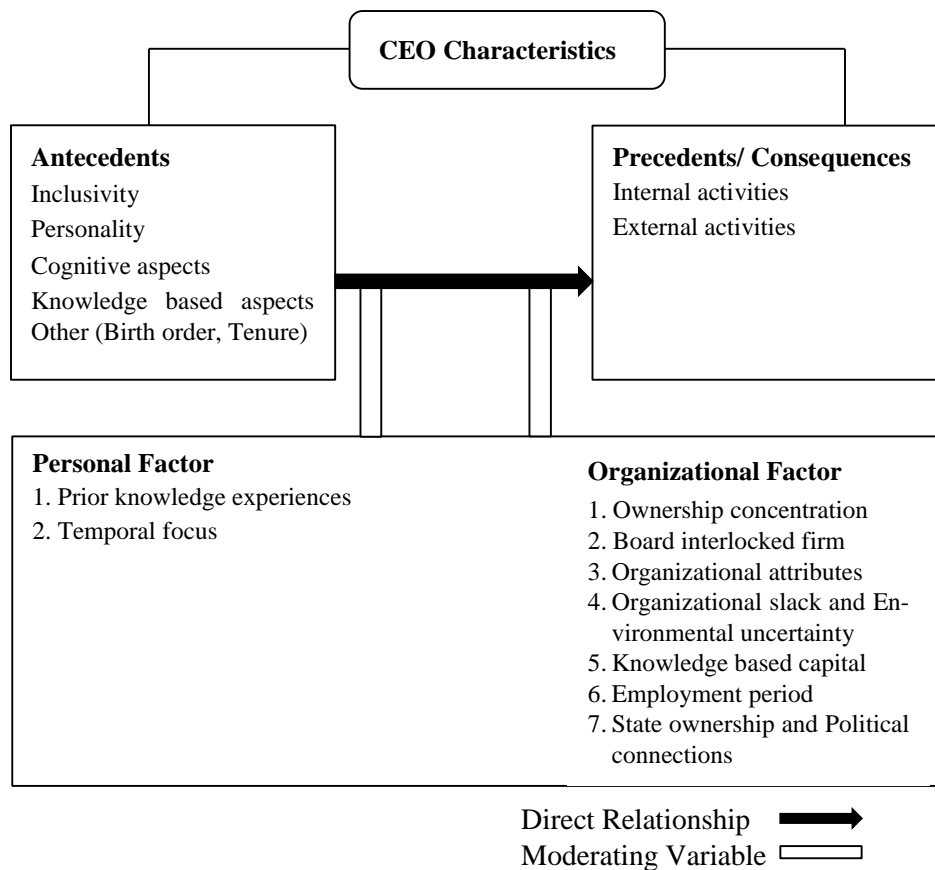 CEO Characteristics
Antecedents
Inclusivity
Personality
Cognitive aspects
Knowledge based aspects
Other (Birth order, Tenure)
Precedents/ Consequences
Internal activities
External activities
Personal Factor
1. Prior knowledge experiences
2. Temporal focus
Organizational Factor
1. Ownership concentration
2. Board interlocked firm
3. Organizational attributes
4. Organizational slack and En-
vironmental uncertainty
5. Knowledge based capital
6. Employment period
7. State ownership and Political
connections
Direct Relationship
Moderating Variable